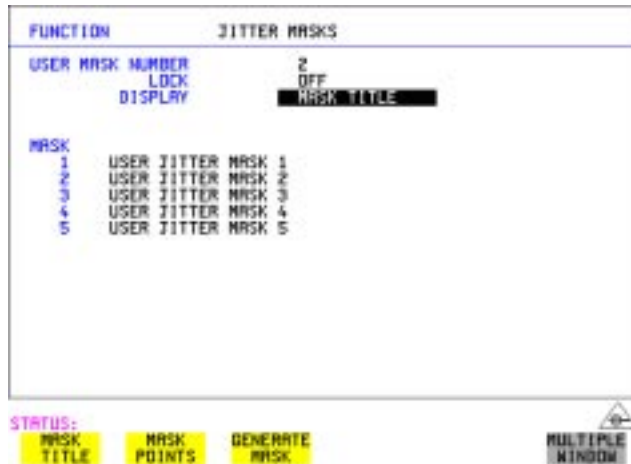 FUNCTION JITTER MASKS
USER MASK NUMBER 2
LOCK OFF
DISPLAY MASK TITLE
MASK
1 USER JITTER MASK 1
2 USER JITTER MASK 2
3 USER JITTER MASK 3
4 USER JITTER MASK 4
5 USER JITTER MASK 5
STATUS:
MASK TITLE
MASK POINTS
GENERATE MASK
MULTIPLE WINDOW